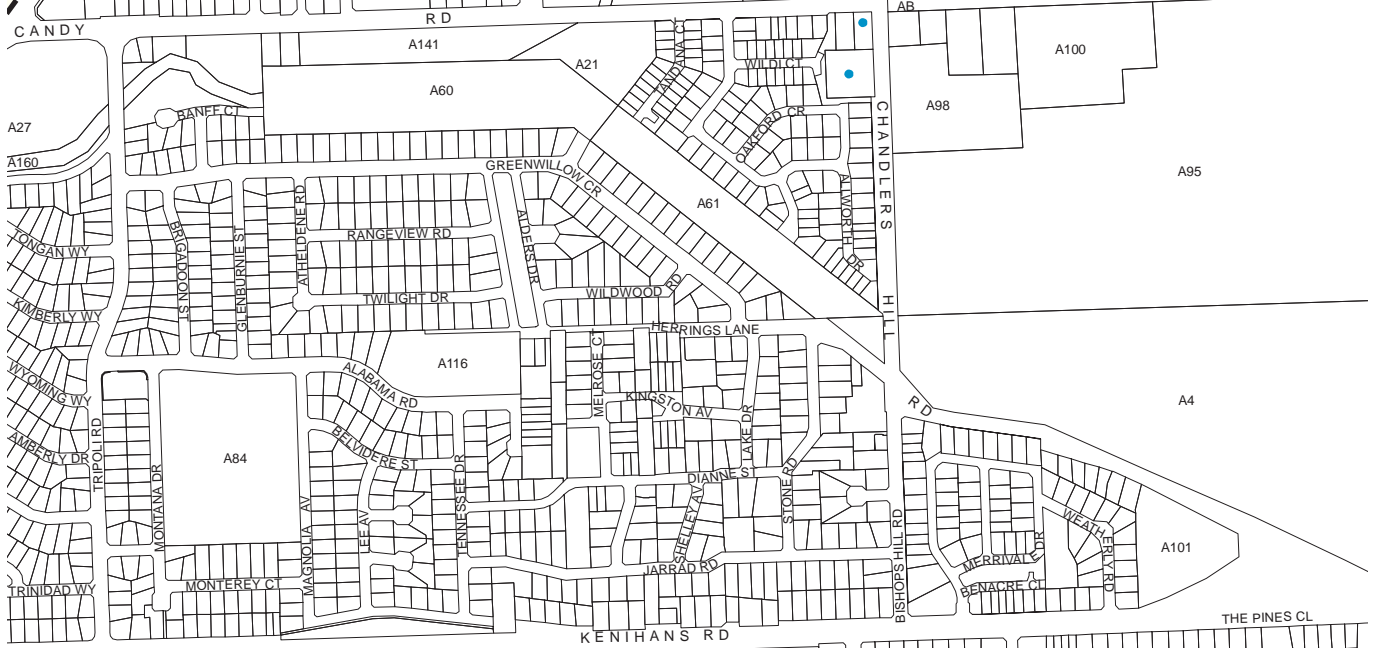 CANDY
RD
AB
A141
A21
TANDANA CT
WILDI CT
A100
A60
A98
A27
BANFF CT
OAKFORD CR
CHANDLERS
HILL
RD
A160
GREENWILLOW CR
A95
A61
ALLWORTH DR
ATHELDENE RD
ALDERS DR
TONGAN WY
BRIGADOON ST
GLENBURNIE ST
RANGEVIEW RD
TWILIGHT DR
WILDWOOD RD
KIMBERLY WY
HERRINGS LANE
MELROSE CT
A116
ALABAMA RD
WYOMING WY
KINGSTON AV
LAKE DR
A4
AMBERLY DR
TRIPOLI RD
MONTANA DR
A84
BELVIDERE ST
TENNESSEE DR
DIANNE ST
STONE RD
SHELLEY AV
MAGNOLIA AV
LEE AV
BISHOPS HILL RD
WEATHERLY RD
A101
MERRIVALE DR
JARRAD RD
BENACRE CL
TRINIDAD WY
MONTEREY CT
KENIHANS RD
THE PINES CL